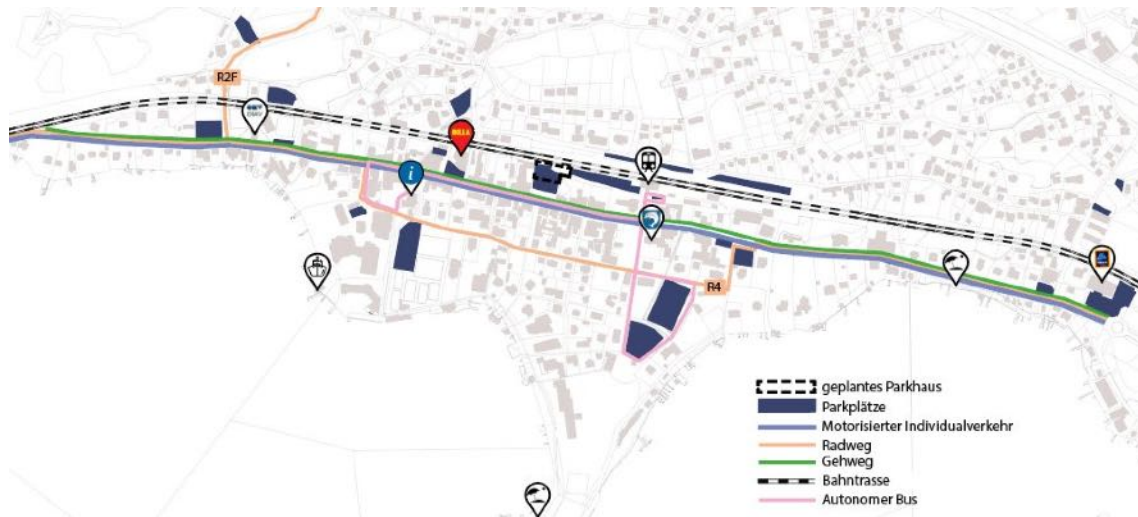 R2F
BILLA
i
R4
geplantes Parkhaus
Parkplätze
Motorisierter Individualverkehr
Radweg
Gehweg
Bahntrasse
Autonomer Bus